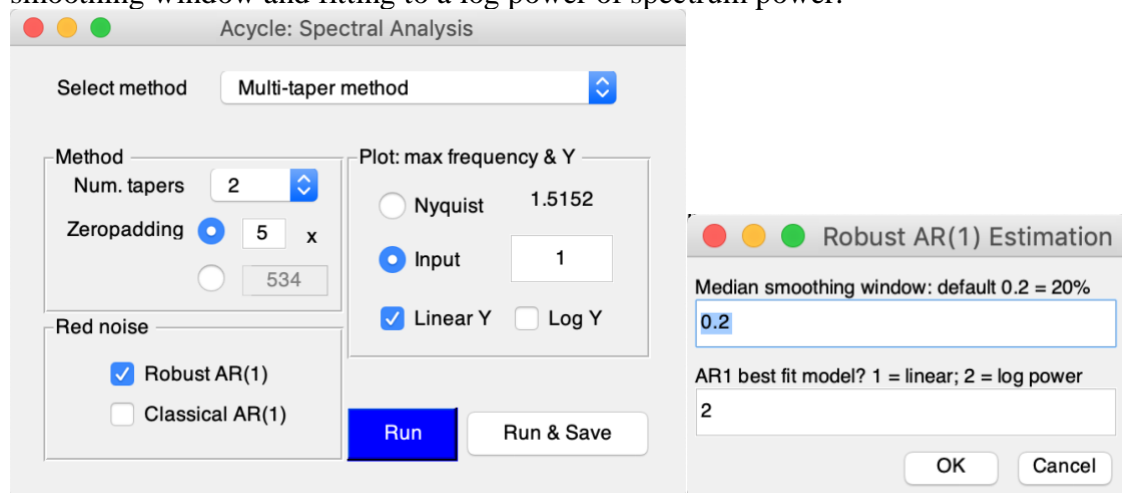 smoothing window and fitting to a log power of spectrum power.
Acycle: Spectral Analysis
Select method Multi-taper method
Method
Num. tapers 2
Zeropadding 5 x
534
Plot: max frequency & Y
Nyquist 1.5152
Input 1
Linear Y Log Y
Red noise
Robust AR(1)
Classical AR(1)
Run Run & Save
Robust AR(1) Estimation
Median smoothing window: default 0.2 = 20%
0.2
AR1 best fit model? 1 = linear; 2 = log power
2
OK Cancel